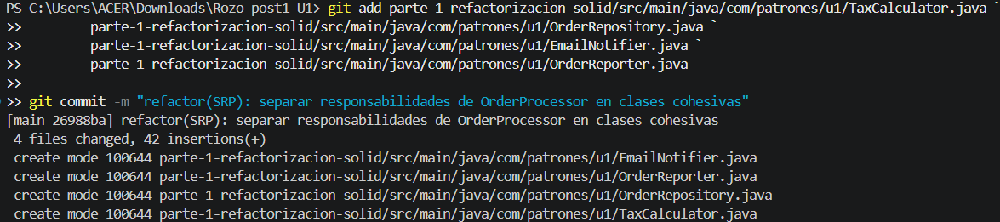 PS C:\Users\ACER\Downloads\Rozo-post1-U1> git add parte-1-refactorizacion-solid/src/main/java/com/patrones/u1/TaxCalculator.java `
>>         parte-1-refactorizacion-solid/src/main/java/com/patrones/u1/OrderRepository.java `
>>         parte-1-refactorizacion-solid/src/main/java/com/patrones/u1/EmailNotifier.java `
>>         parte-1-refactorizacion-solid/src/main/java/com/patrones/u1/OrderReporter.java
>>
>> git commit -m "refactor(SRP): separar responsabilidades de OrderProcessor en clases cohesivas"
[main 26988ba] refactor(SRP): separar responsabilidades de OrderProcessor en clases cohesivas
 4 files changed, 42 insertions(+)
 create mode 100644 parte-1-refactorizacion-solid/src/main/java/com/patrones/u1/EmailNotifier.java
 create mode 100644 parte-1-refactorizacion-solid/src/main/java/com/patrones/u1/OrderReporter.java
 create mode 100644 parte-1-refactorizacion-solid/src/main/java/com/patrones/u1/OrderRepository.java
 create mode 100644 parte-1-refactorizacion-solid/src/main/java/com/patrones/u1/TaxCalculator.java